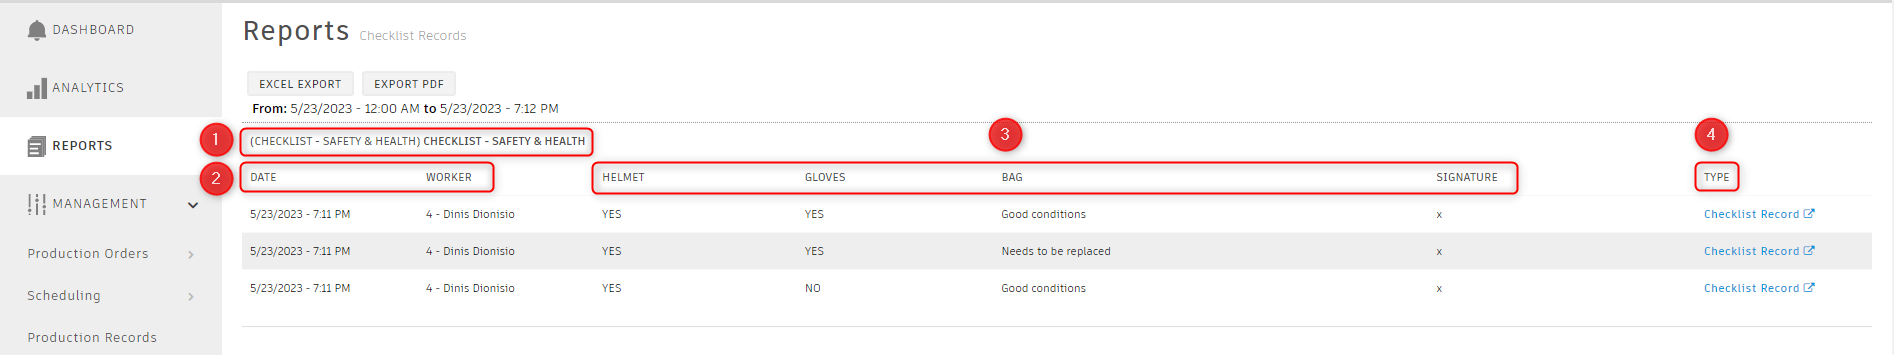 DASHBOARD
ANALYTICS
REPORTS
MANAGEMENT
Production Orders
Scheduling
Production Records
Reports Checklist Records
EXCEL EXPORT EXPORT PDF
From: 5/23/2023 - 12:00 AM to 5/23/2023 - 7:12 PM
1 (CHECKLIST - SAFETY & HEALTH) CHECKLIST - SAFETY & HEALTH 3 4
2 DATE WORKER HELMET GLOVES BAG SIGNATURE TYPE
5/23/2023 - 7:11 PM 4 - Dinis Dionisio YES YES Good conditions x Checklist Record
5/23/2023 - 7:11 PM 4 - Dinis Dionisio YES YES Needs to be replaced x Checklist Record
5/23/2023 - 7:11 PM 4 - Dinis Dionisio YES NO Good conditions x Checklist Record